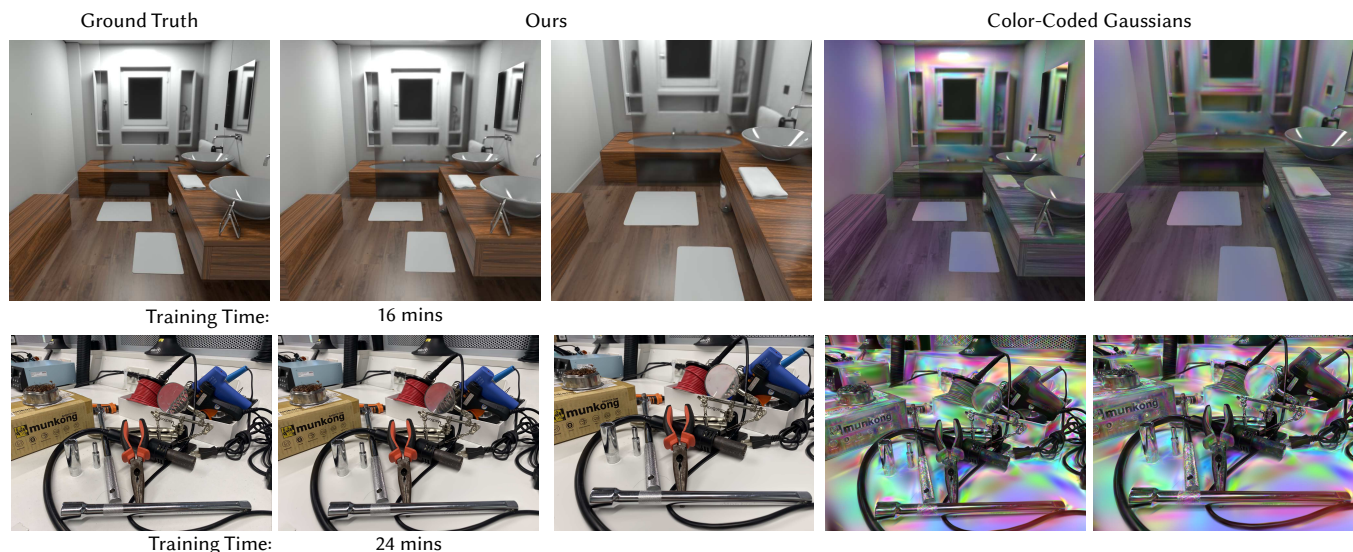 Ground Truth
Ours
Color-Coded Gaussians
Training Time:
16 mins
munkong
munkong
munkong
munkong
munkong
Training Time:
24 mins